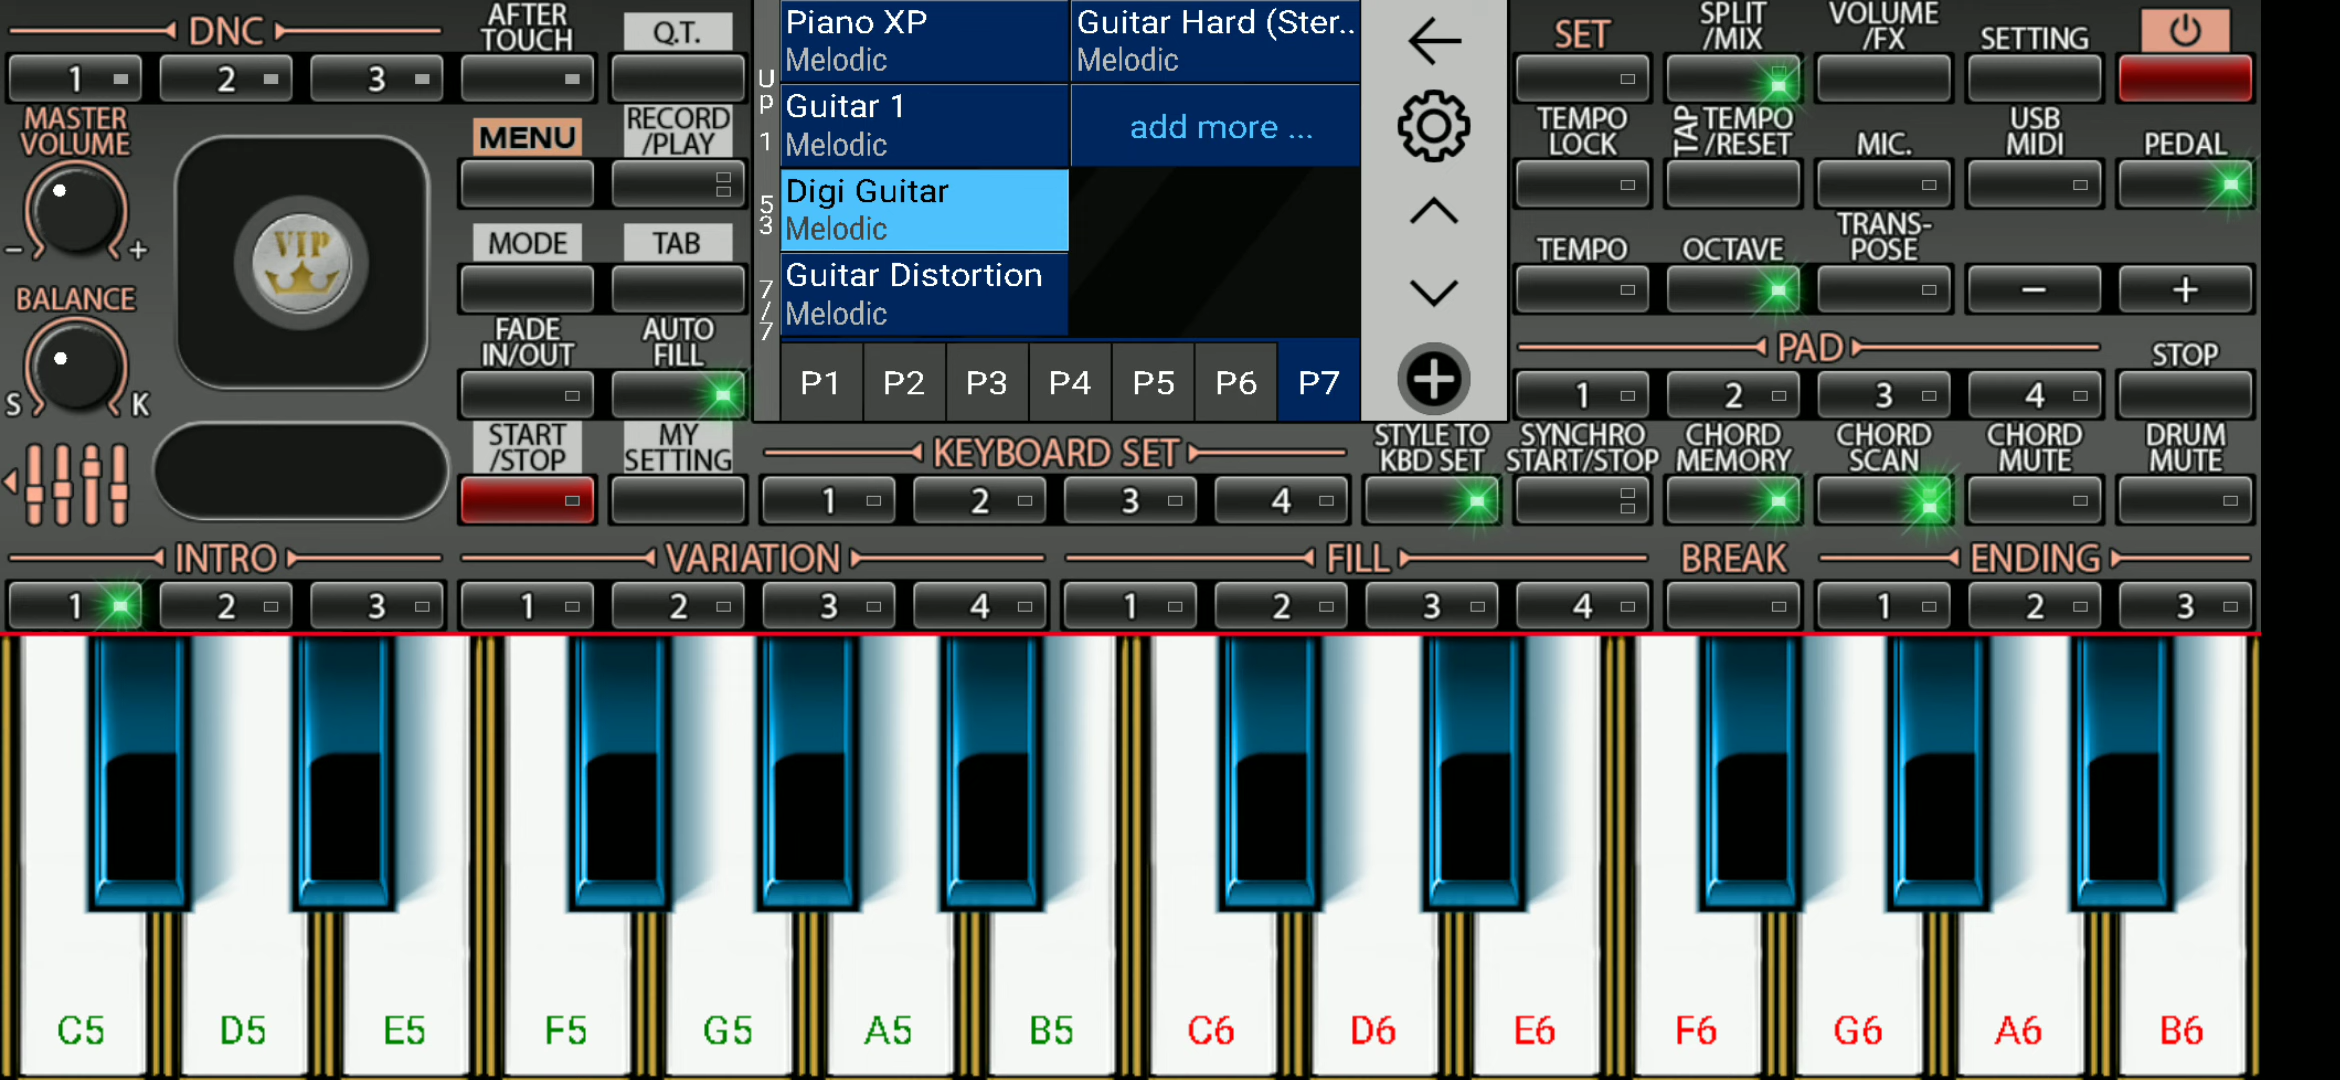 DNC
1
2
3
AFTER
TOUCH
Q.T.
MASTER
VOLUME
- +
BALANCE
S K
VIP
MENU
RECORD
/PLAY
MODE
TAB
FADE
IN/OUT
AUTO
FILL
START
/STOP
MY
SETTING
UP
1
53
7/7
Piano XP
Melodic
Guitar Hard (Ster..
Melodic
Guitar 1
Melodic
add more ...
Digi Guitar
Melodic
Guitar Distortion
Melodic
P1 P2 P3 P4 P5 P6 P7
SET
SPLIT
/MIX
VOLUME
/FX
SETTING
TEMPO
LOCK
TAP TEMPO
/RESET
MIC.
USB
MIDI
PEDAL
TEMPO
OCTAVE
TRANS-
POSE
- +
PAD
1 2 3 4
STOP
KEYBOARD SET
1 2 3 4
STYLE TO
KBD SET
SYNCHRO
START/STOP
CHORD
MEMORY
CHORD
SCAN
CHORD
MUTE
DRUM
MUTE
INTRO
1 2 3
VARIATION
1 2 3 4
FILL
1 2 3 4
BREAK
ENDING
1 2 3
C5 D5 E5 F5 G5 A5 B5 C6 D6 E6 F6 G6 A6 B6